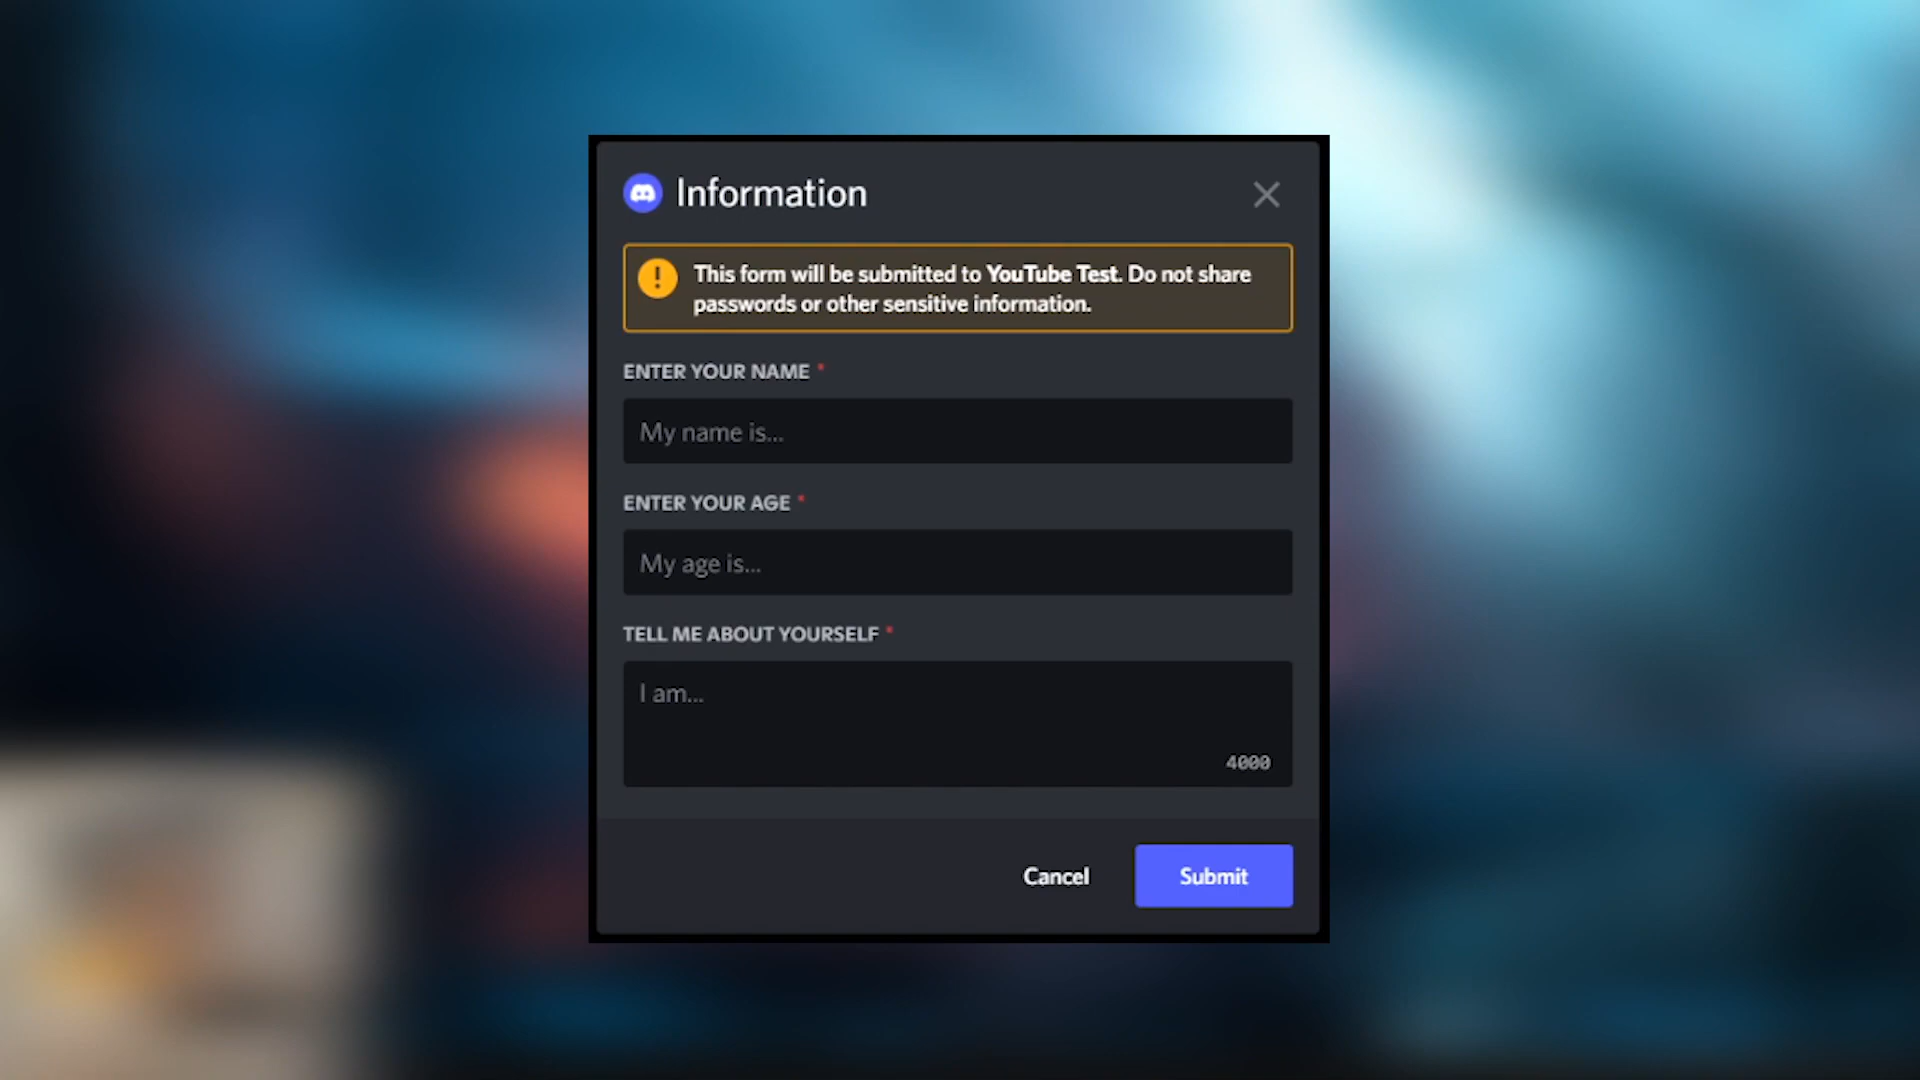 Information
This form will be submitted to YouTube Test. Do not share
passwords or other sensitive information.
ENTER YOUR NAME *
My name is...
ENTER YOUR AGE *
My age is...
TELL ME ABOUT YOURSELF *
I am...
4000
Cancel
Submit